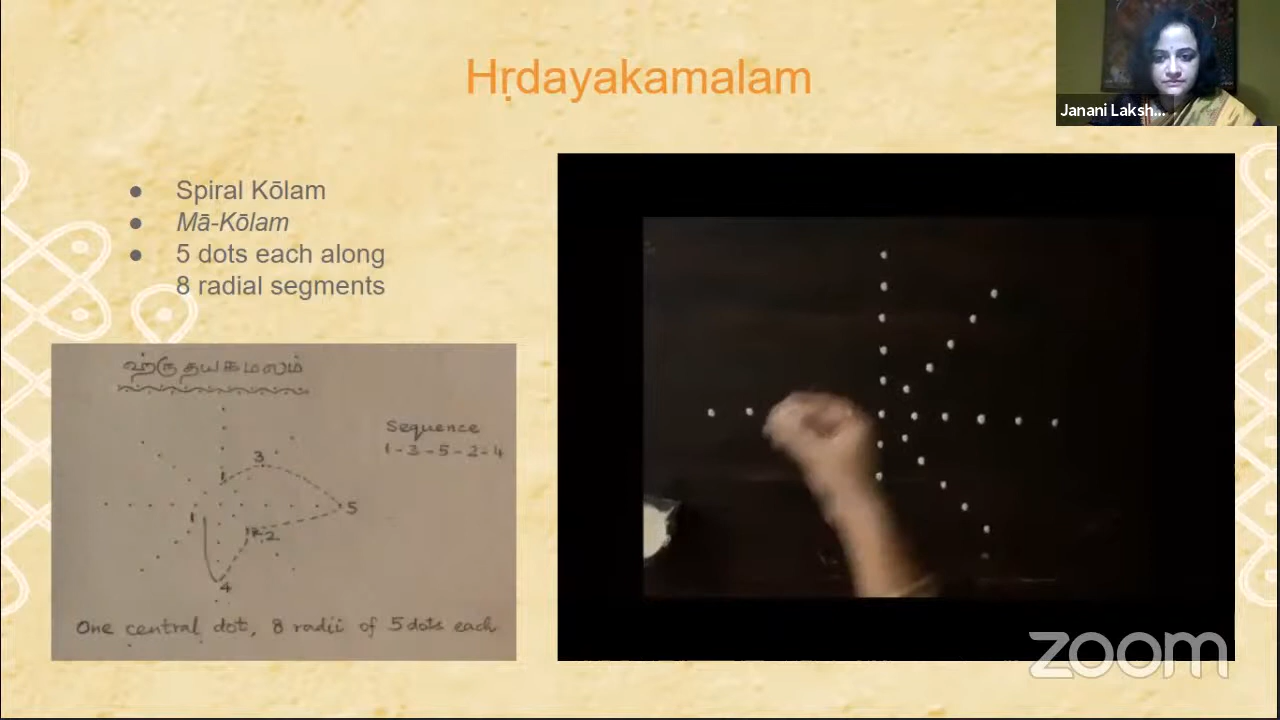 Hṛdayakamalam
Janani Laksh...
● Spiral Kōlam
● Mā-Kōlam
● 5 dots each along
8 radial segments
ஹ்ருதயகமலம்
Sequence
1-3-5-2-4
3
1
5
1
2
4
One central dot, 8 radii of 5 dots each
zoom